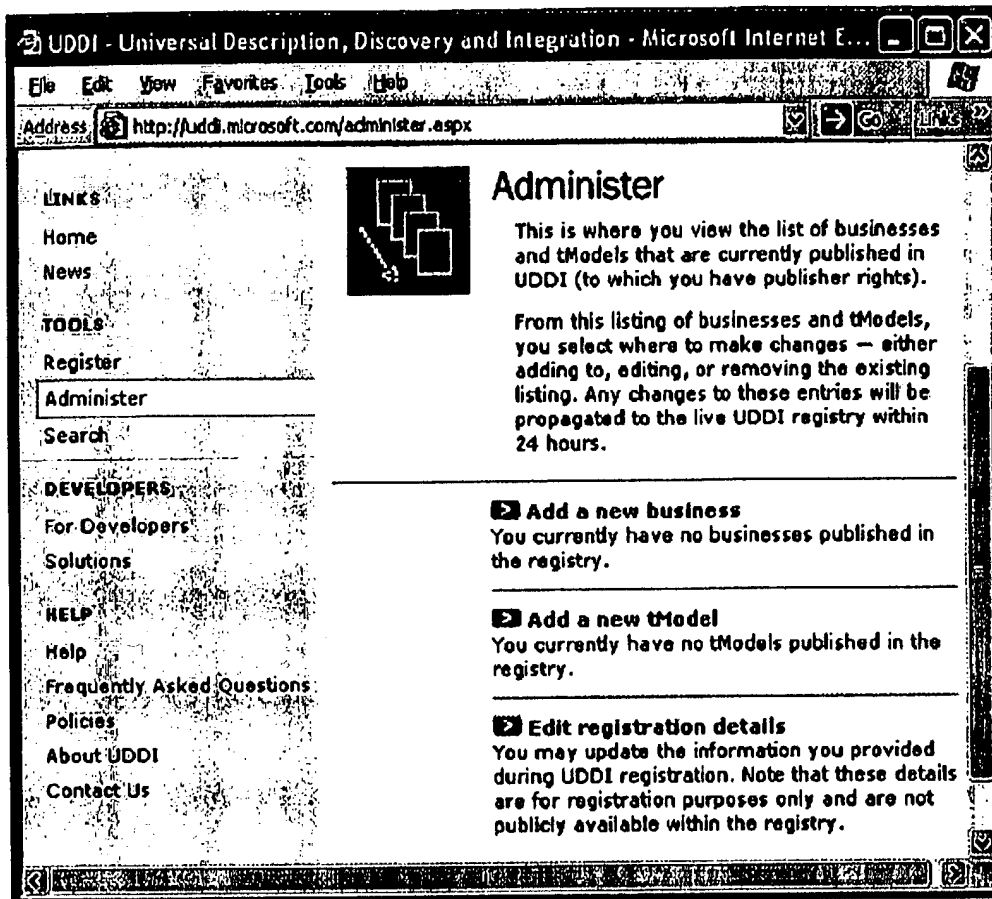 UDDI - Universal Description, Discovery and Integration - Microsoft Internet E...
File Edit View Favorites Tools Help
Address http://uddi.microsoft.com/administer.aspx Go Links
LINKS
Home
News
TOOLS
Register
Administer
Search
DEVELOPERS
For Developers
Solutions
HELP
Help
Frequently Asked Questions
Policies
About UDDI
Contact Us
Administer
This is where you view the list of businesses
and tModels that are currently published in
UDDI (to which you have publisher rights).
From this listing of businesses and tModels,
you select where to make changes — either
adding to, editing, or removing the existing
listing. Any changes to these entries will be
propagated to the live UDDI registry within
24 hours.
Add a new business
You currently have no businesses published in
the registry.
Add a new tModel
You currently have no tModels published in the
registry.
Edit registration details
You may update the information you provided
during UDDI registration. Note that these details
are for registration purposes only and are not
publicly available within the registry.